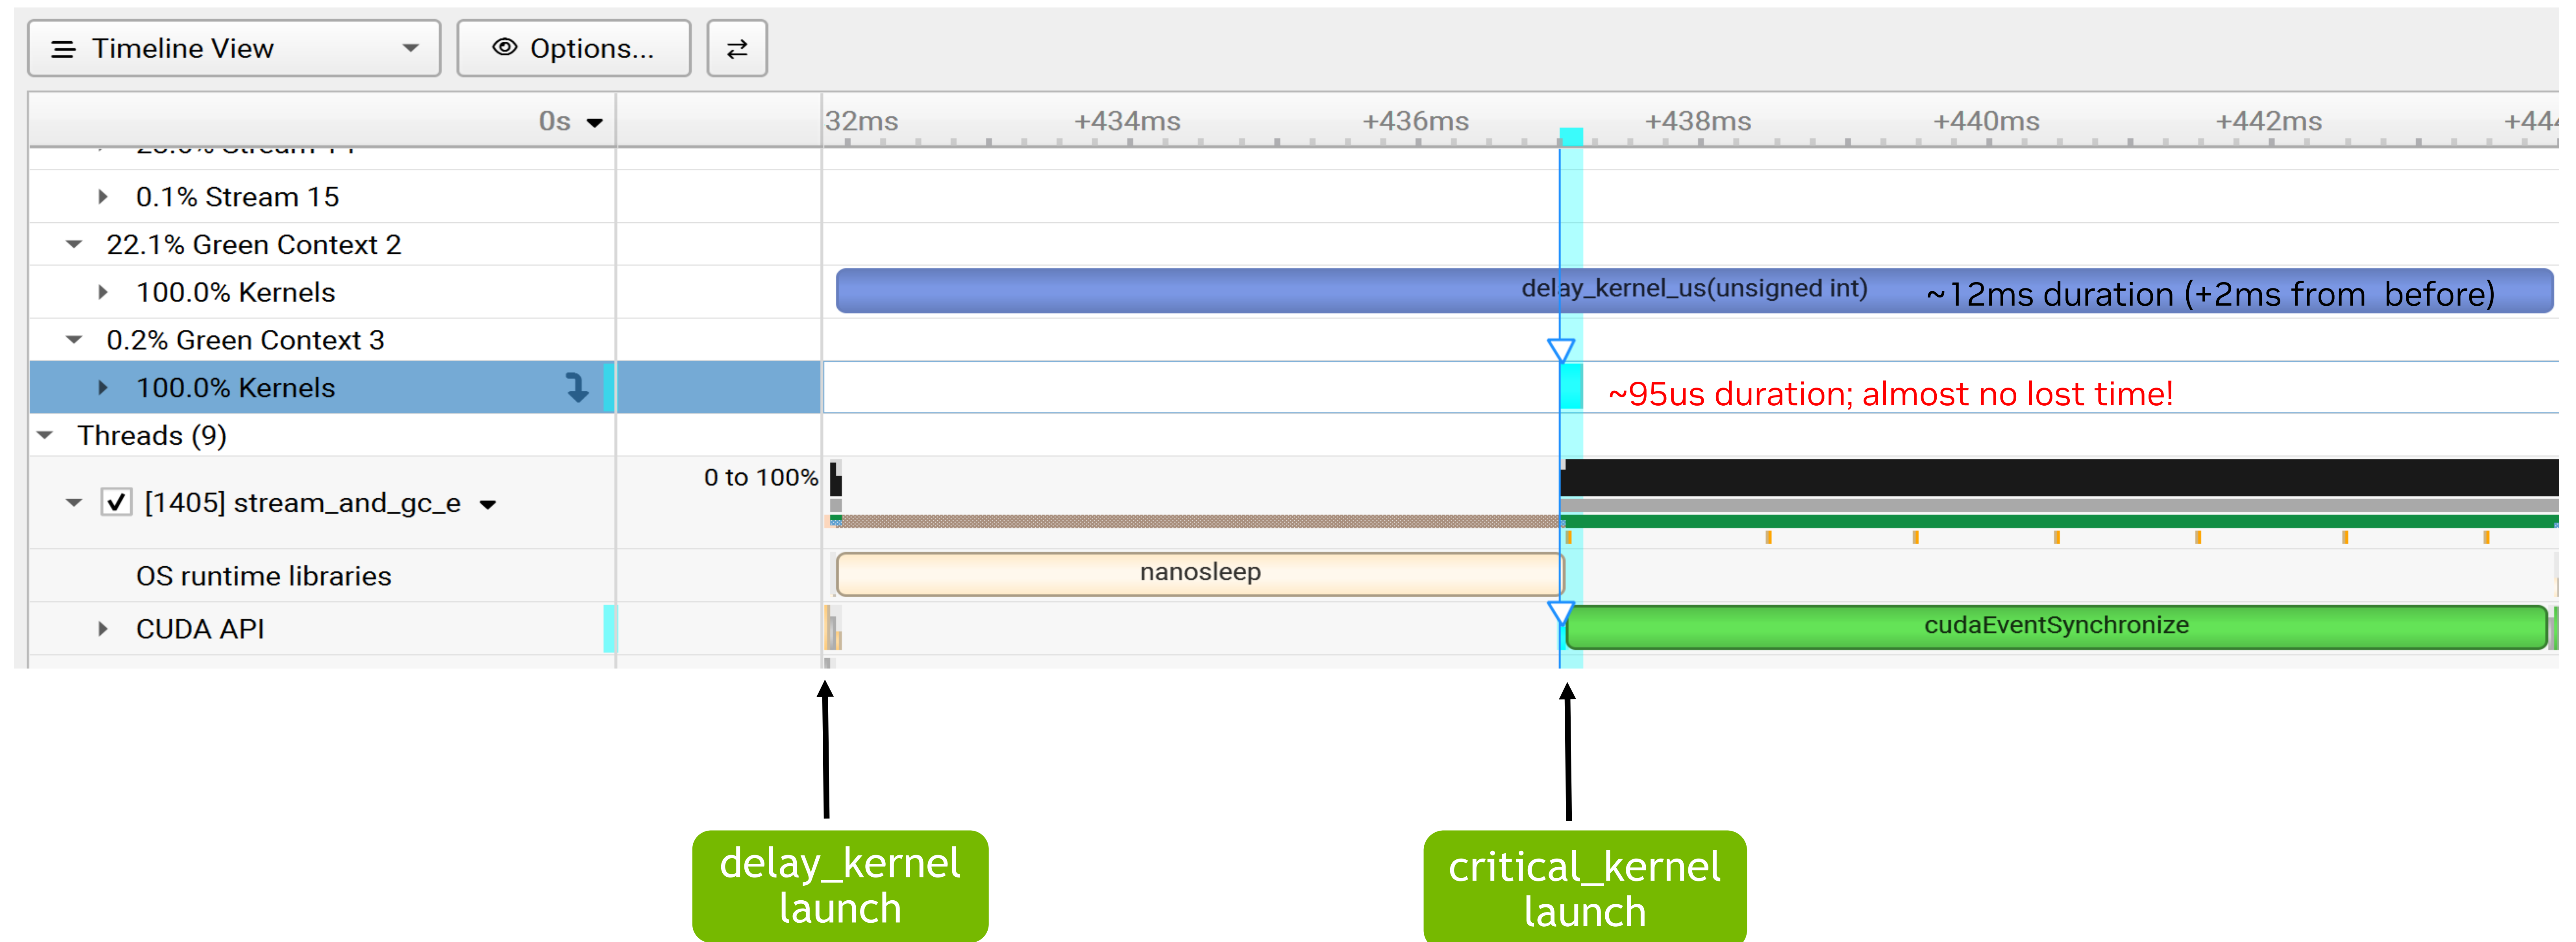 Timeline View
Options...
0s
32ms +434ms +436ms +438ms +440ms +442ms +444
0.1% Stream 15
22.1% Green Context 2
100.0% Kernels
delay_kernel_us(unsigned int)
~12ms duration (+2ms from before)
0.2% Green Context 3
100.0% Kernels
~95us duration; almost no lost time!
Threads (9)
0 to 100%
[1405] stream_and_gc_e
OS runtime libraries
nanosleep
CUDA API
cudaEventSynchronize
delay_kernel
launch
critical_kernel
launch